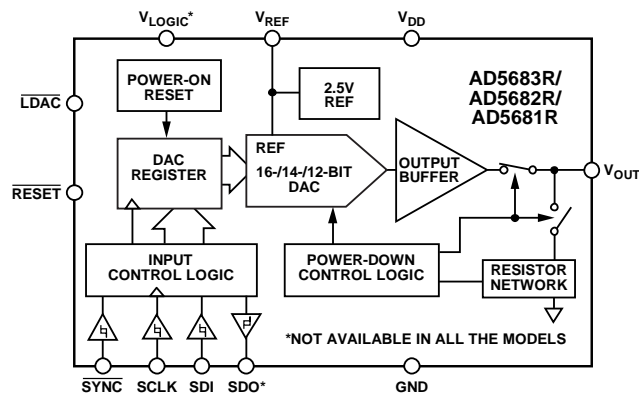 VLOGIC*
VREF
VDD
POWER-ON
RESET
2.5V
REF
AD5683R/
AD5682R/
AD5681R
LDAC
DAC
REGISTER
REF
16-/14-/12-BIT
DAC
OUTPUT
BUFFER
VOUT
RESET
INPUT
CONTROL LOGIC
POWER-DOWN
CONTROL LOGIC
RESISTOR
NETWORK
*NOT AVAILABLE IN ALL THE MODELS
SYNC
SCLK
SDI
SDO*
GND